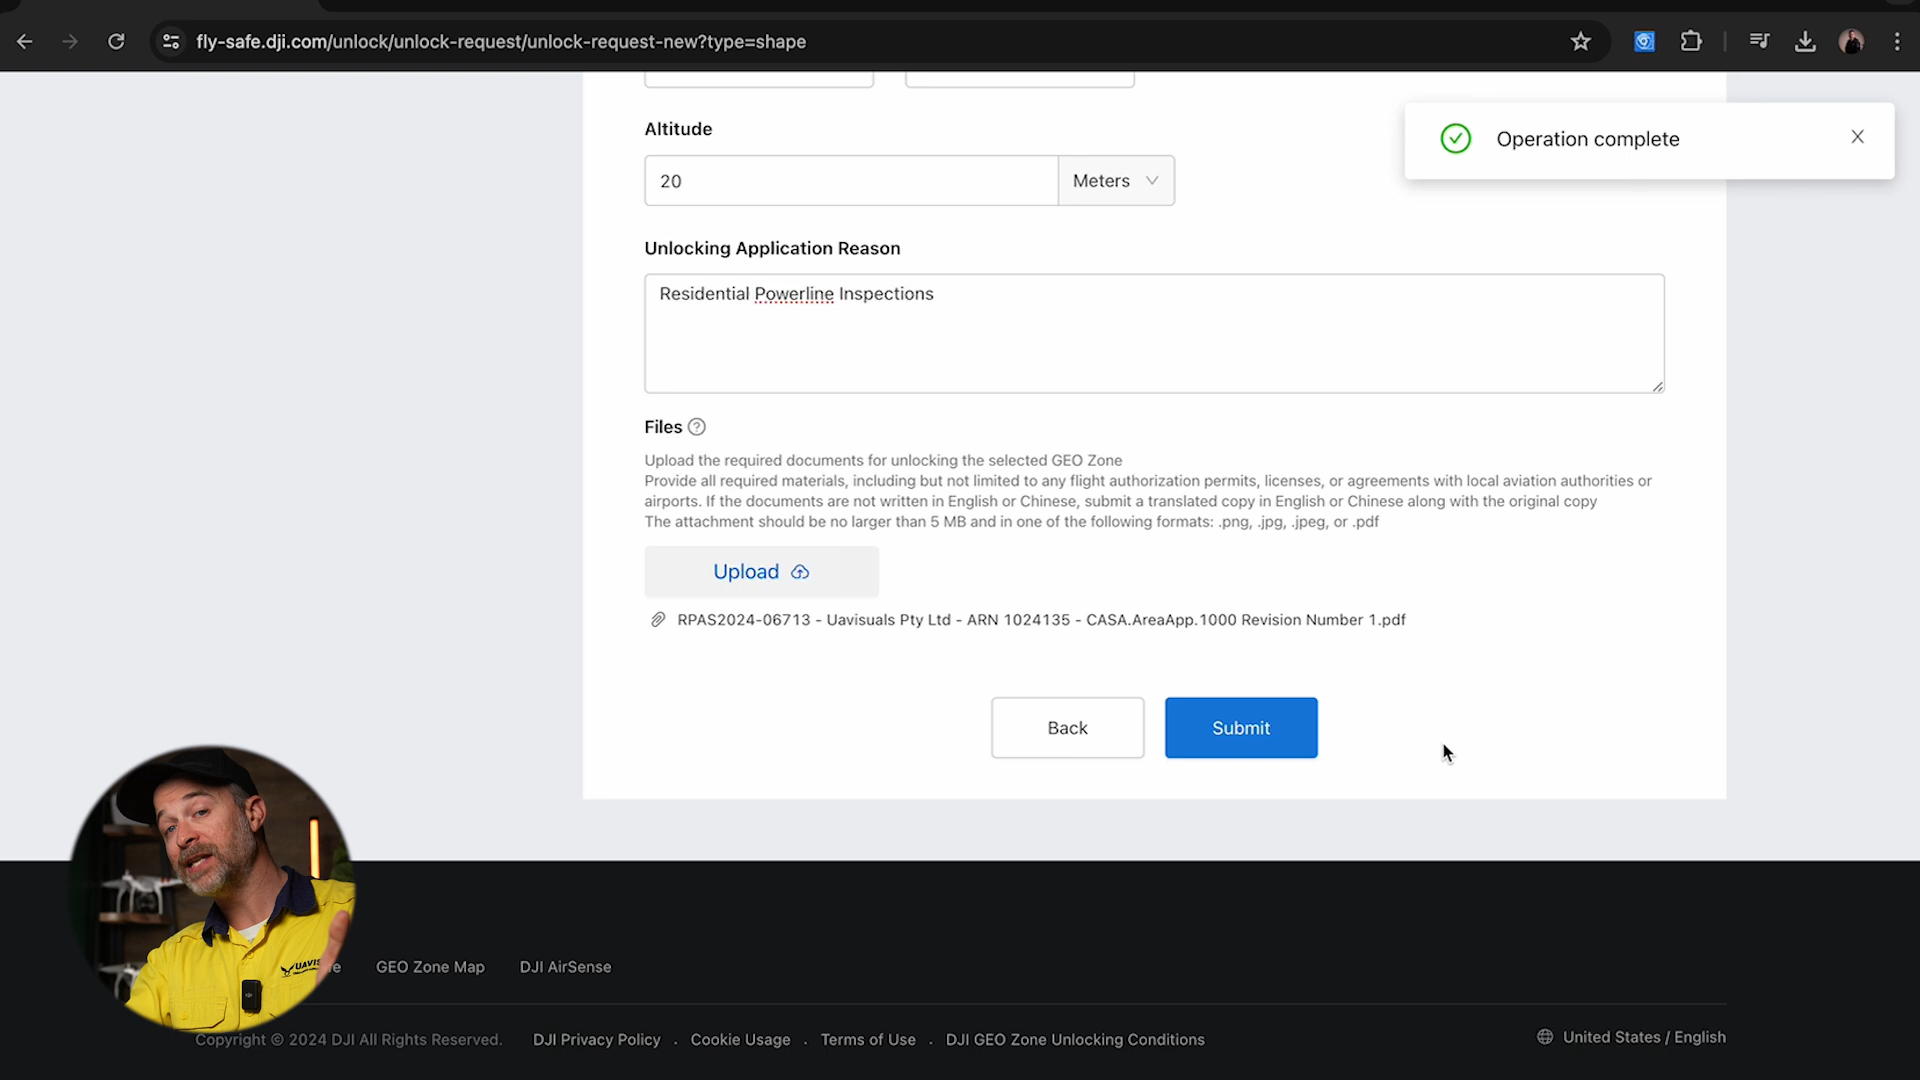 fly-safe.dji.com/unlock/unlock-request/unlock-request-new?type=shape
Operation complete
Altitude
20
Meters
Unlocking Application Reason
Residential Powerline Inspections
Files
Upload the required documents for unlocking the selected GEO Zone
Provide all required materials, including but not limited to any flight authorization permits, licenses, or agreements with local aviation authorities or
airports. If the documents are not written in English or Chinese, submit a translated copy in English or Chinese along with the original copy
The attachment should be no larger than 5 MB and in one of the following formats: .png, .jpg, .jpeg, or .pdf
Upload
RPAS2024-06713 - Uavisuals Pty Ltd - ARN 1024135 - CASA.AreaApp.1000 Revision Number 1.pdf
Back
Submit
GEO Zone Map
DJI AirSense
Copyright © 2024 DJI All Rights Reserved.
DJI Privacy Policy . Cookie Usage . Terms of Use . DJI GEO Zone Unlocking Conditions
United States / English